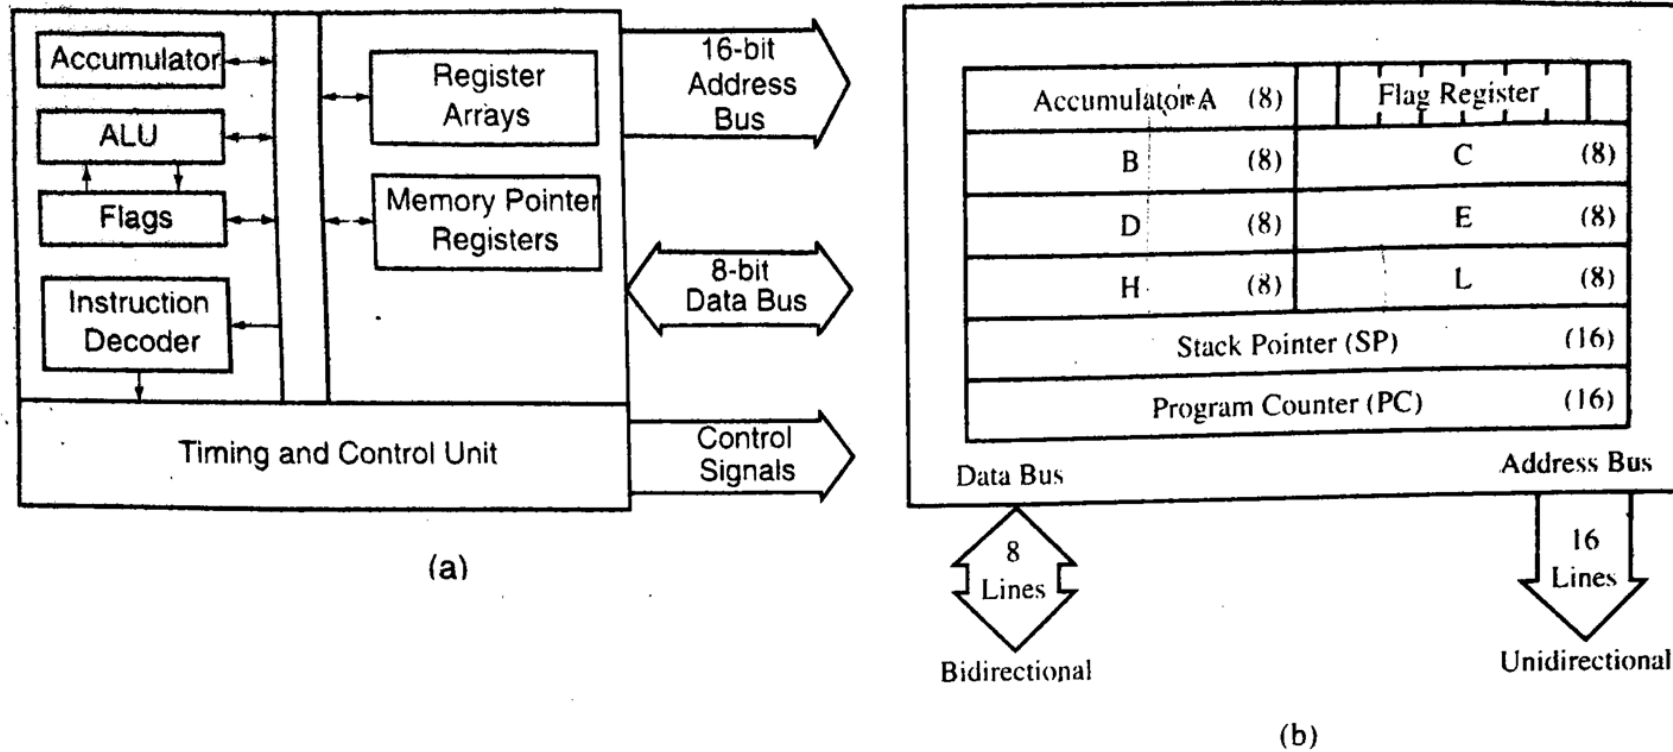 Accumulator
ALU
Flags
Instruction
Decoder
Register
Arrays
Memory Pointer
Registers
Timing and Control Unit
16-bit
Address
Bus
8-bit
Data Bus
Control
Signals
(a)
Accumulator A (8)
Flag Register
B (8)
C (8)
D (8)
E (8)
H (8)
L (8)
Stack Pointer (SP) (16)
Program Counter (PC) (16)
Data Bus
Address Bus
8
Lines
16
Lines
Bidirectional
Unidirectional
(b)